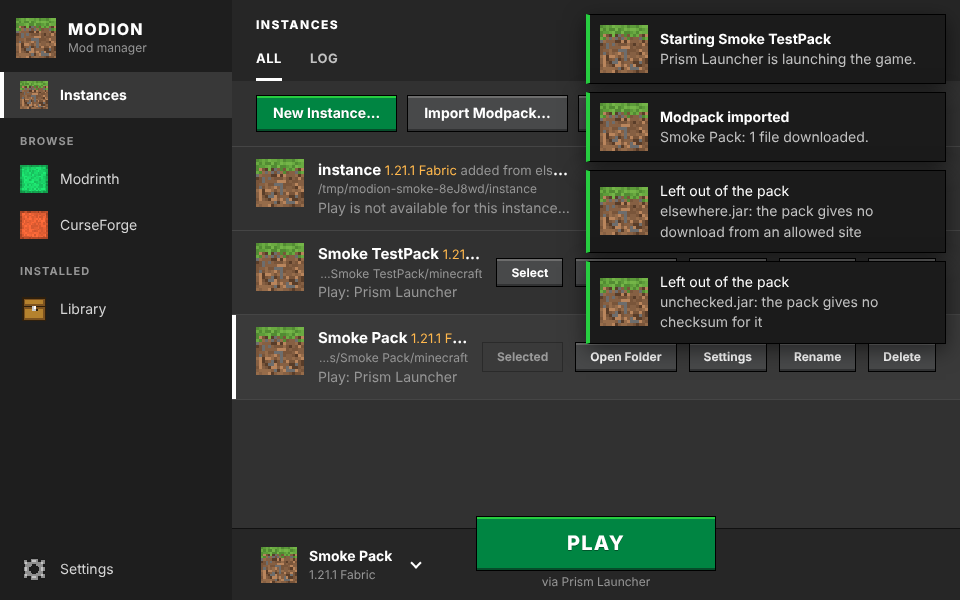 MODION
Mod manager
Instances
BROWSE
Modrinth
CurseForge
INSTALLED
Library
Settings
INSTANCES
ALL
LOG
New Instance...
Import Modpack...
instance 1.21.1 Fabric added from els...
/tmp/modion-smoke-8eJ8wd/instance
Play is not available for this instance...
Smoke TestPack 1.21...
...Smoke TestPack/minecraft
Play: Prism Launcher
Select
Smoke Pack 1.21.1 F...
...s/Smoke Pack/minecraft
Play: Prism Launcher
Selected
Open Folder
Settings
Rename
Delete
Starting Smoke TestPack
Prism Launcher is launching the game.
Modpack imported
Smoke Pack: 1 file downloaded.
Left out of the pack
elsewhere.jar: the pack gives no
download from an allowed site
Left out of the pack
unchecked.jar: the pack gives no
checksum for it
Smoke Pack
1.21.1 Fabric
PLAY
via Prism Launcher